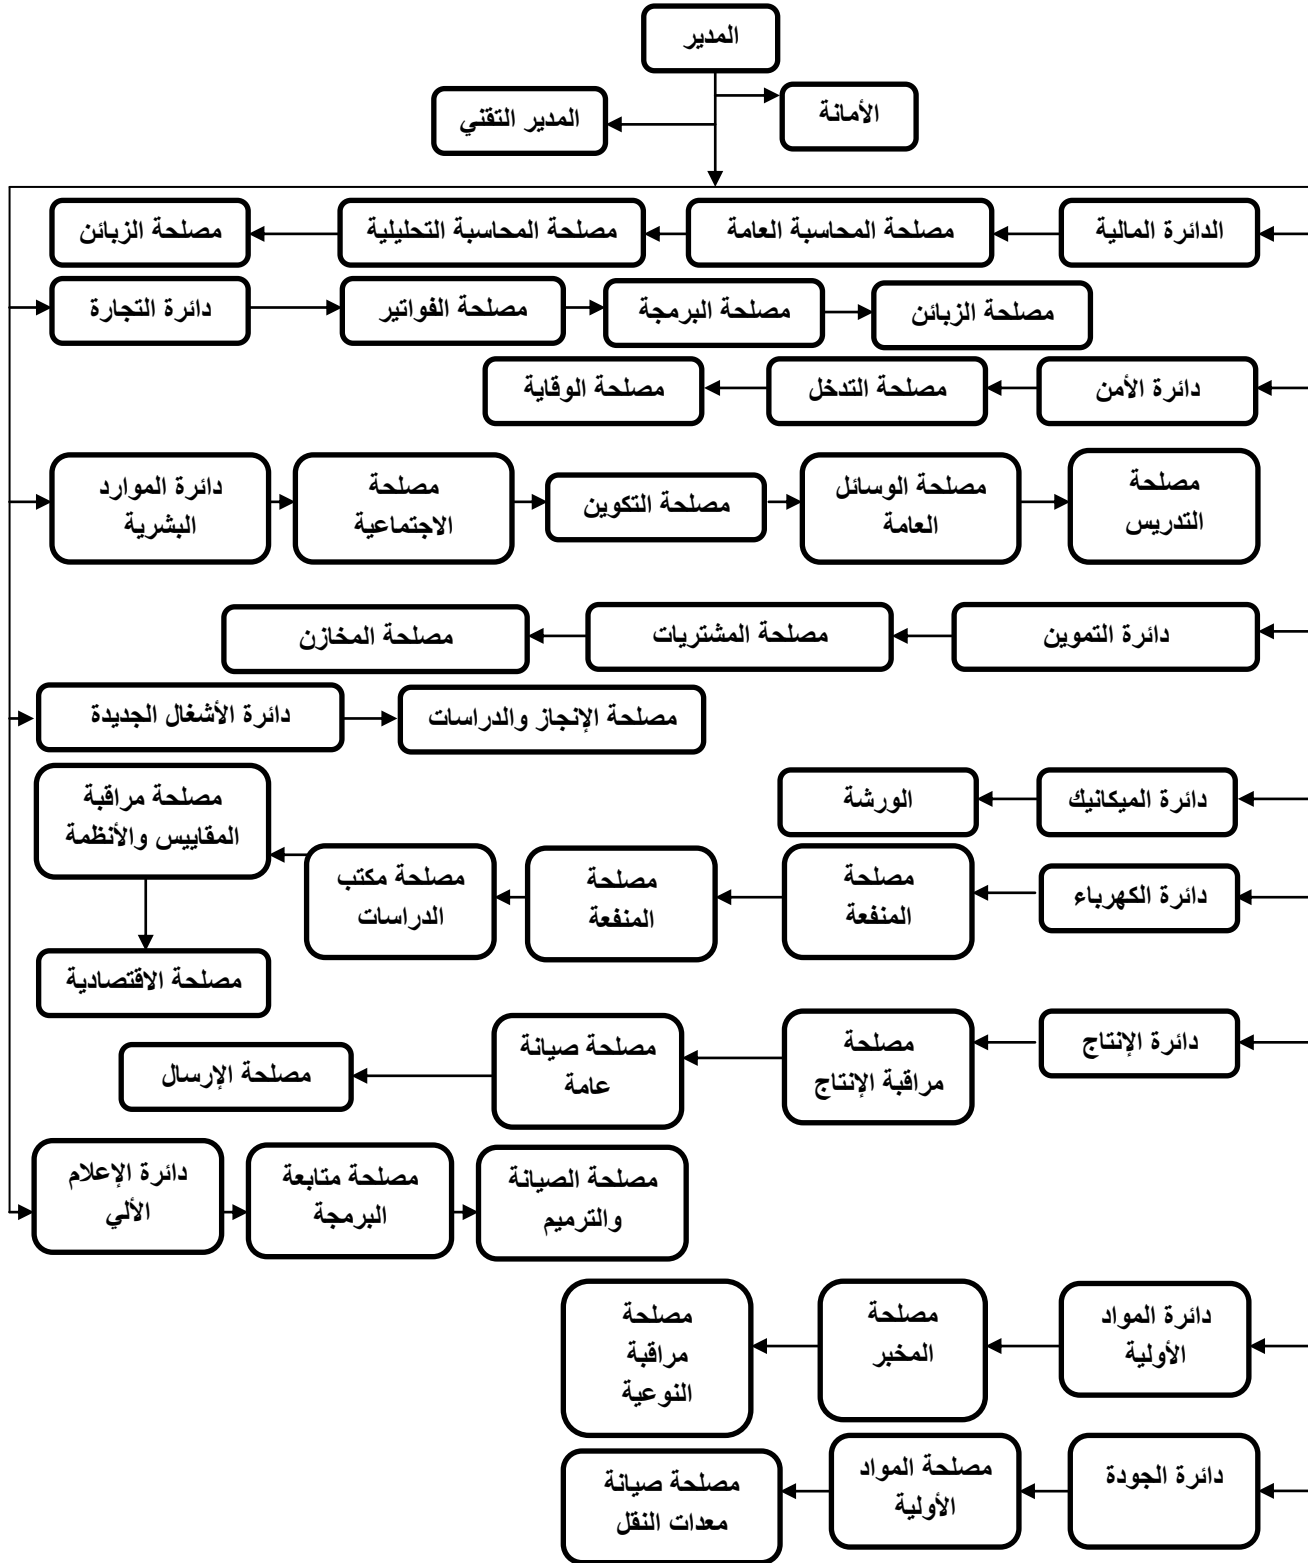 المدير
الأمانة
المدير التقني
الدائرة المالية
مصلحة المحاسبة العامة
مصلحة المحاسبة التحليلية
مصلحة الزبائن
دائرة التجارة
مصلحة الفواتير
مصلحة البرمجة
مصلحة الزبائن
دائرة الأمن
مصلحة التدخل
مصلحة الوقاية
دائرة الموارد
البشرية
مصلحة
الاجتماعية
مصلحة التكوين
مصلحة الوسائل
العامة
مصلحة
التدريس
دائرة التموين
مصلحة المشتريات
مصلحة المخازن
دائرة الأشغال الجديدة
مصلحة الإنجاز والدراسات
دائرة الميكانيك
الورشة
دائرة الكهرباء
مصلحة
المنفعة
مصلحة
المنفعة
مصلحة مكتب
الدراسات
مصلحة مراقبة
المقاييس والأنظمة
مصلحة الاقتصادية
دائرة الإنتاج
مصلحة
مراقبة الإنتاج
مصلحة صيانة
عامة
مصلحة الإرسال
دائرة الإعلام
الألي
مصلحة متابعة
البرمجة
مصلحة الصيانة
والترميم
دائرة المواد
الأولية
مصلحة
المخبر
مصلحة
مراقبة
النوعية
دائرة الجودة
مصلحة المواد
الأولية
مصلحة صيانة
معدات النقل